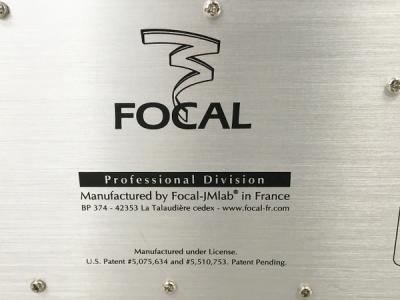 FOCAL
Professional Division
Manufactured by Focal-JMlab® in France
BP 374 - 42353 La Talaudière cedex - www.focal-fr.com
Manufactured under License.
U.S. Patent #5,075,634 and #5,510,753. Patent Pending.